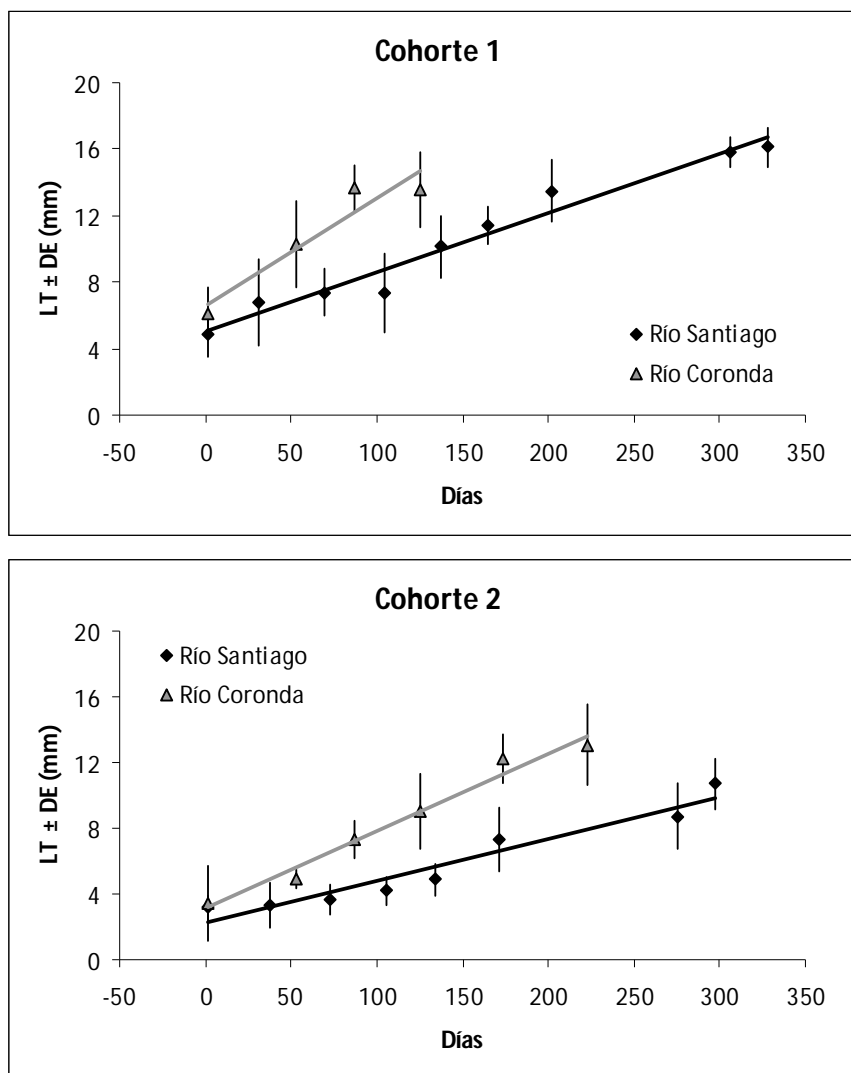 Cohorte 1
20
16
12
8
4
0
LT ± DE (mm)
Río Santiago
Río Coronda
-50 0 50 100 150 200 250 300 350
Días
Cohorte 2
20
16
12
8
4
0
LT ± DE (mm)
Río Santiago
Río Coronda
-50 0 50 100 150 200 250 300 350
Días